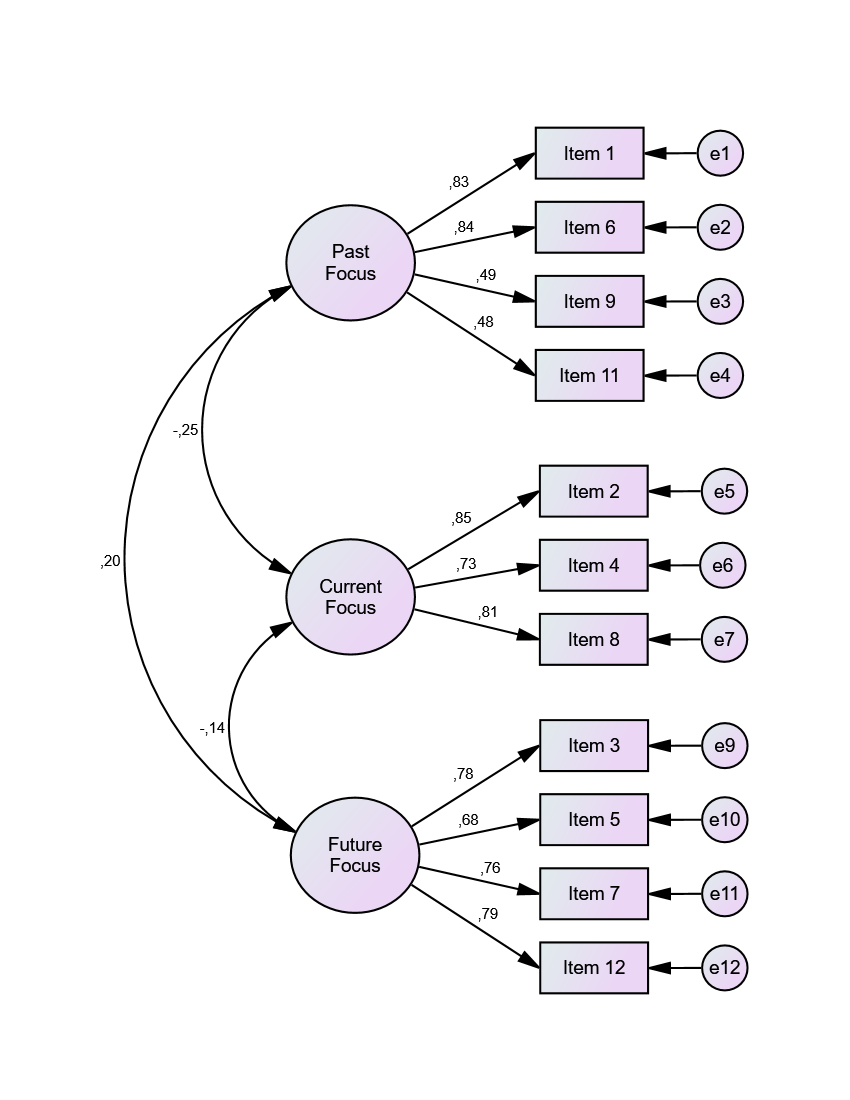 Item 1
e1
,83
Item 6
e2
,84
Past
Focus
,49
Item 9
e3
,48
Item 11
e4
-,25
Item 2
e5
,85
,20
Item 4
e6
,73
Current
Focus
,81
Item 8
e7
-,14
Item 3
e9
,78
Item 5
e10
,68
Future
Focus
,76
Item 7
e11
,79
Item 12
e12